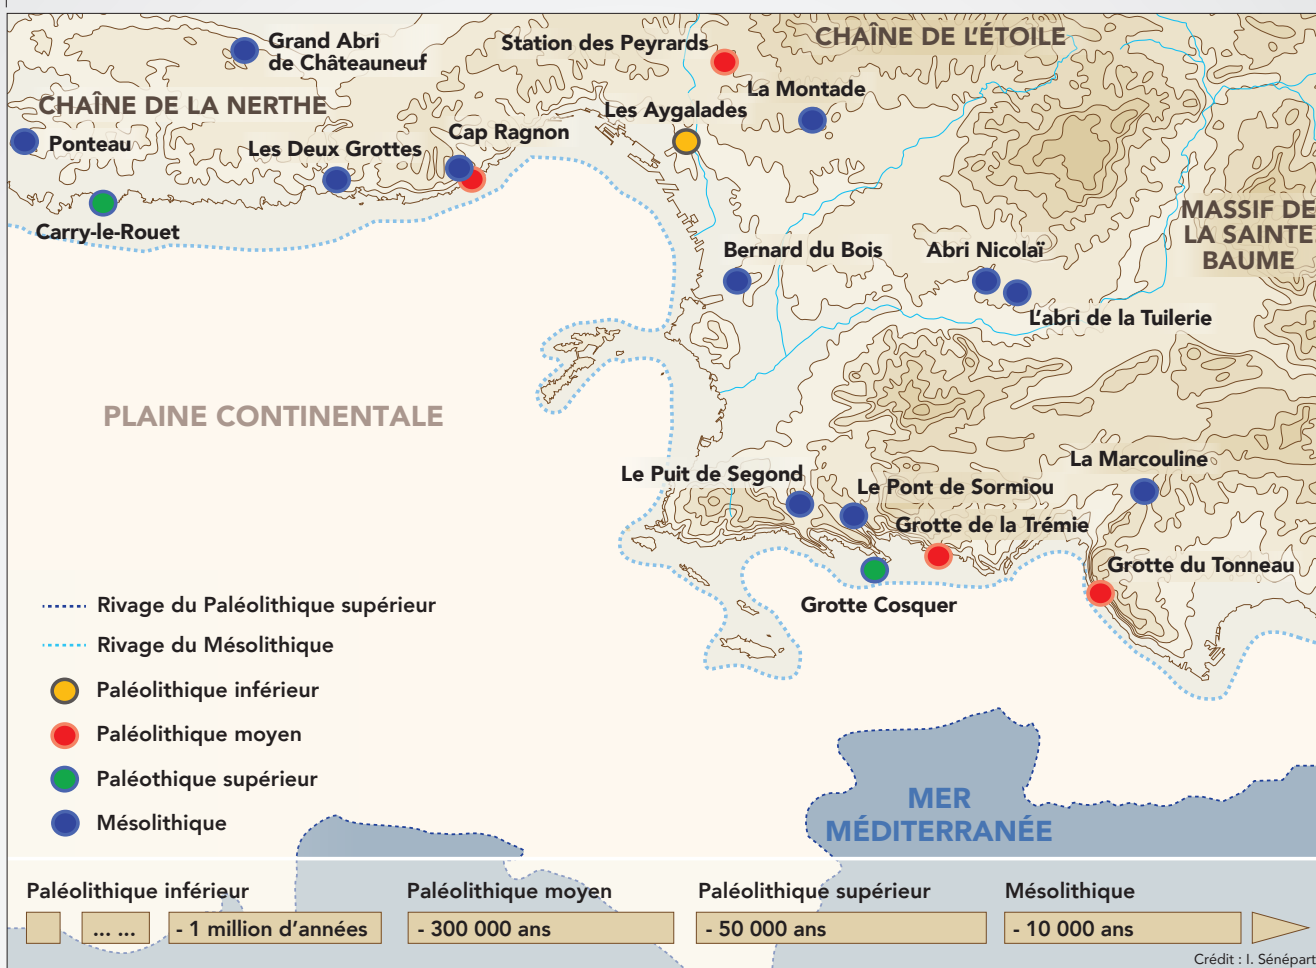 Grand Abri
de Châteauneuf
Station des Peyrards
CHAÎNE DE L'ÉTOILE
CHAÎNE DE LA NERTHE
La Montade
Les Aygalades
Cap Ragnon
Ponteau
Les Deux Grottes
Carry-le-Rouet
MASSIF DE
LA SAINTE
BAUME
Bernard du Bois
Abri Nicolaï
L'abri de la Tuilerie
PLAINE CONTINENTALE
La Marcouline
Le Puit de Segond
Le Pont de Sormiou
Grotte de la Trémie
Grotte du Tonneau
Grotte Cosquer
Rivage du Paléolithique supérieur
Rivage du Mésolithique
Paléolithique inférieur
Paléolithique moyen
Paléothique supérieur
Mésolithique
MER
MÉDITERRANÉE
Paléolithique inférieur
Paléolithique moyen
Paléolithique supérieur
Mésolithique
... ...
- 1 million d'années
- 300 000 ans
- 50 000 ans
- 10 000 ans
Crédit : I. Sénépart